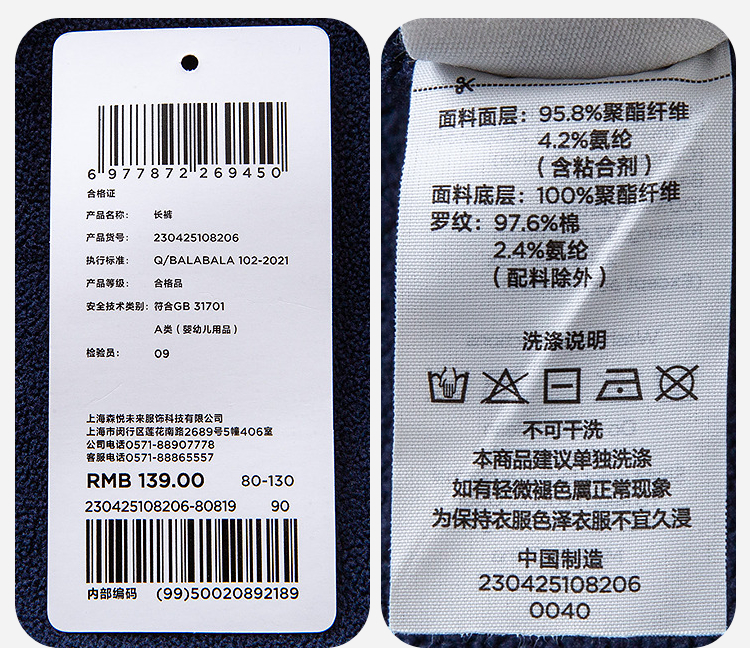 6 977872 269450
合格证
产品名称： 长裤
产品货号： 230425108206
执行标准： Q/BALABALA 102-2021
产品等级： 合格品
安全技术类别：符合GB 31701
A类（婴幼儿用品）
检验员： 09
上海森悦未来服饰科技有限公司
上海市闵行区莲花南路2689号5幢406室
公司电话0571-88907778
客服电话0571-88865557
RMB 139.00 80-130
230425108206-80819 90
内部编码 (99)50020892189
面料面层：95.8%聚酯纤维
4.2%氨纶
（含粘合剂）
面料底层：100%聚酯纤维
罗纹：97.6%棉
2.4%氨纶
（配料除外）
洗涤说明
不可干洗
本商品建议单独洗涤
如有轻微褪色属正常现象
为保持衣服色泽衣服不宜久浸
中国制造
230425108206
0040